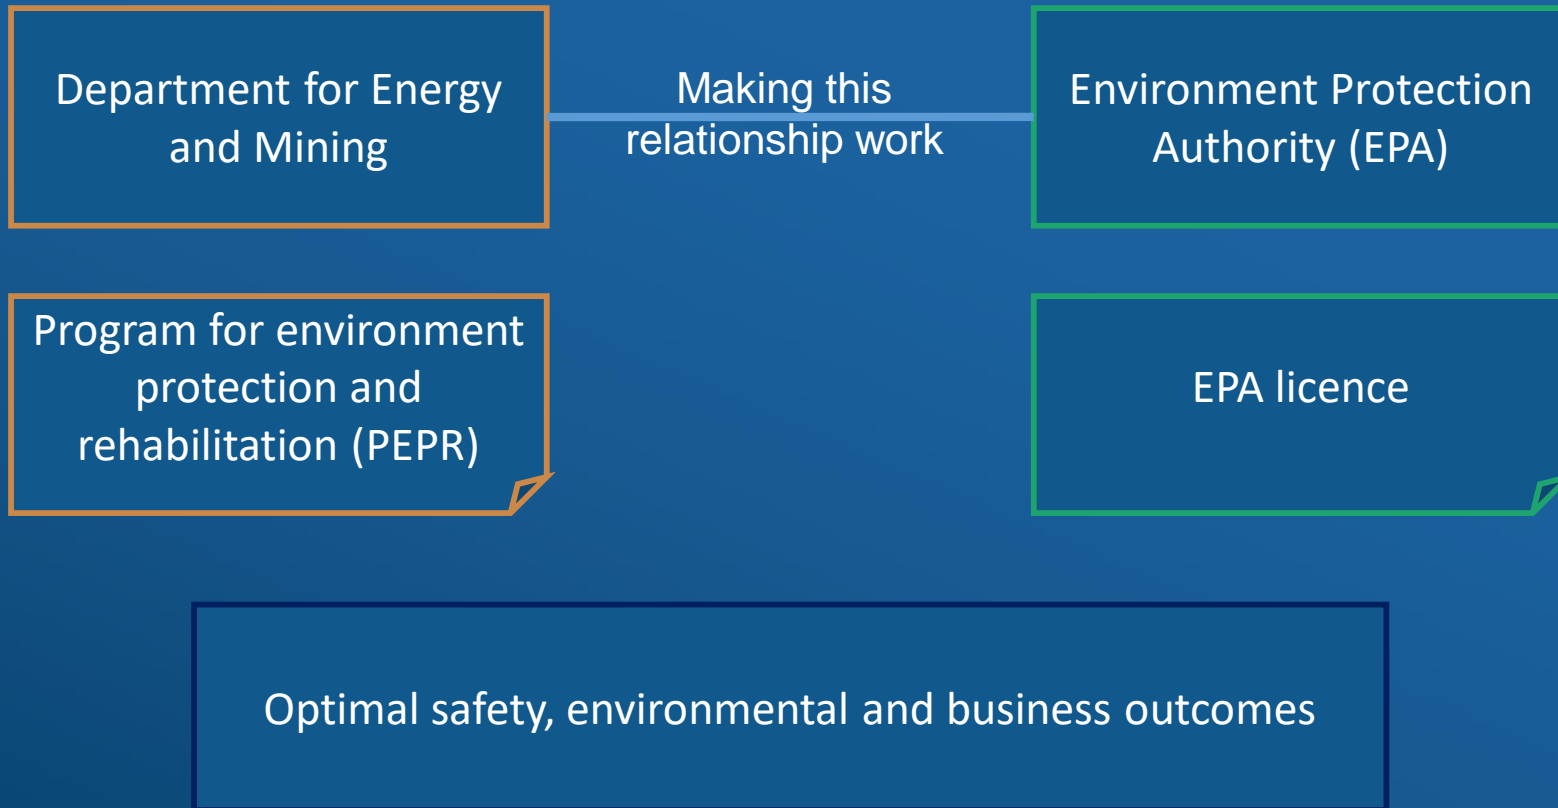 Department for Energy
and Mining
Making this
relationship work
Environment Protection
Authority (EPA)
Program for environment
protection and
rehabilitation (PEPR)
EPA licence
Optimal safety, environmental and business outcomes